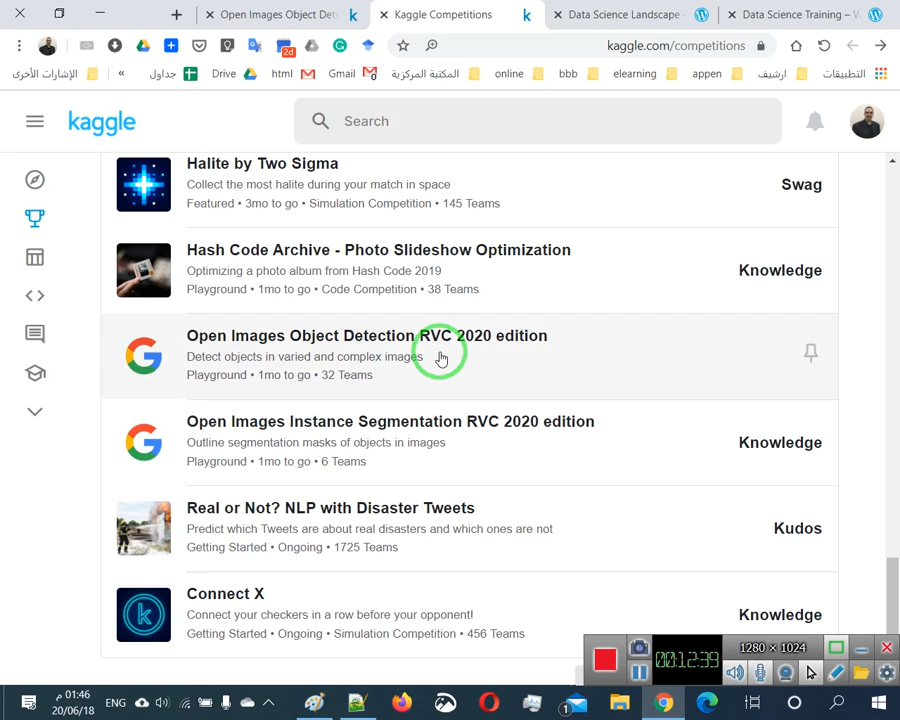 Open Images Object Det
Kaggle Competitions
Data Science Landscape -
Data Science Training – W
kaggle.com/competitions
2d
الإشارات الأخرى
»
جداول
Drive
html
Gmail
المكتبة المركزية
online
bbb
elearning
appen
ارشيف
التطبيقات
kaggle
Search
Halite by Two Sigma
Collect the most halite during your match in space
Featured • 3mo to go • Simulation Competition • 145 Teams
Swag
Hash Code Archive - Photo Slideshow Optimization
Optimizing a photo album from Hash Code 2019
Playground • 1mo to go • Code Competition • 38 Teams
Knowledge
Open Images Object Detection RVC 2020 edition
Detect objects in varied and complex images
Playground • 1mo to go • 32 Teams
Open Images Instance Segmentation RVC 2020 edition
Outline segmentation masks of objects in images
Playground • 1mo to go • 6 Teams
Knowledge
Real or Not? NLP with Disaster Tweets
Predict which Tweets are about real disasters and which ones are not
Getting Started • Ongoing • 1725 Teams
Kudos
Connect X
Connect your checkers in a row before your opponent!
Getting Started • Ongoing • Simulation Competition • 456 Teams
Knowledge
00:12:39
1280 × 1024
01:46 م
20/06/18
ENG
1